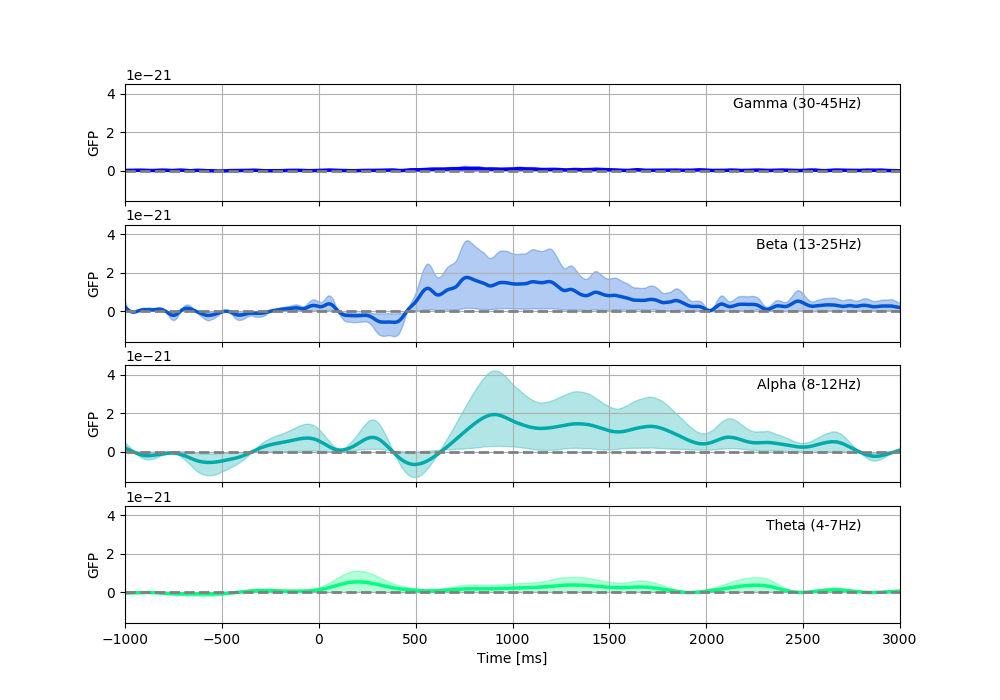 1e−21
4
2
0
GFP
Gamma (30-45Hz)
1e−21
4
2
0
GFP
Beta (13-25Hz)
1e−21
4
2
0
GFP
Alpha (8-12Hz)
1e−21
4
2
0
GFP
Theta (4-7Hz)
−1000 −500 0 500 1000 1500 2000 2500 3000
Time [ms]